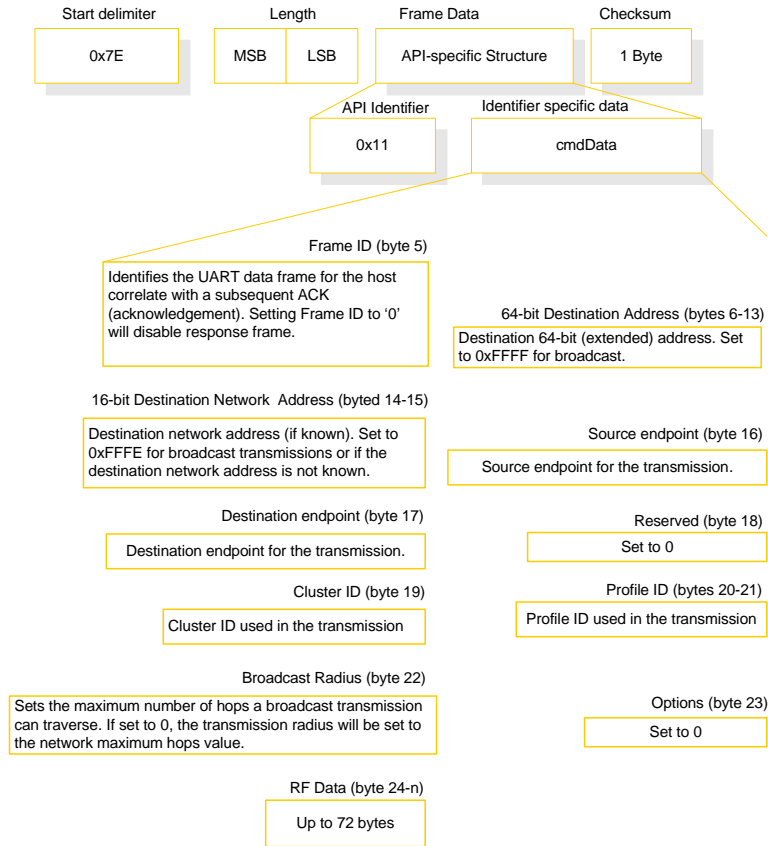 Start delimiter
Length
Frame Data
Checksum
0x7E
MSB
LSB
API-specific Structure
1 Byte
API Identifier
Identifier specific data
0x11
cmdData
Frame ID (byte 5)
Identifies the UART data frame for the host
correlate with a subsequent ACK
(acknowledgement). Setting Frame ID to ‘0’
will disable response frame.
64-bit Destination Address (bytes 6-13)
Destination 64-bit (extended) address. Set
to 0xFFFF for broadcast.
16-bit Destination Network Address (byted 14-15)
Destination network address (if known). Set to
0xFFFE for broadcast transmissions or if the
destination network address is not known.
Source endpoint (byte 16)
Source endpoint for the transmission.
Destination endpoint (byte 17)
Destination endpoint for the transmission.
Reserved (byte 18)
Set to 0
Cluster ID (byte 19)
Cluster ID used in the transmission
Profile ID (bytes 20-21)
Profile ID used in the transmission
Broadcast Radius (byte 22)
Sets the maximum number of hops a broadcast transmission
can traverse. If set to 0, the transmission radius will be set to
the network maximum hops value.
Options (byte 23)
Set to 0
RF Data (byte 24-n)
Up to 72 bytes